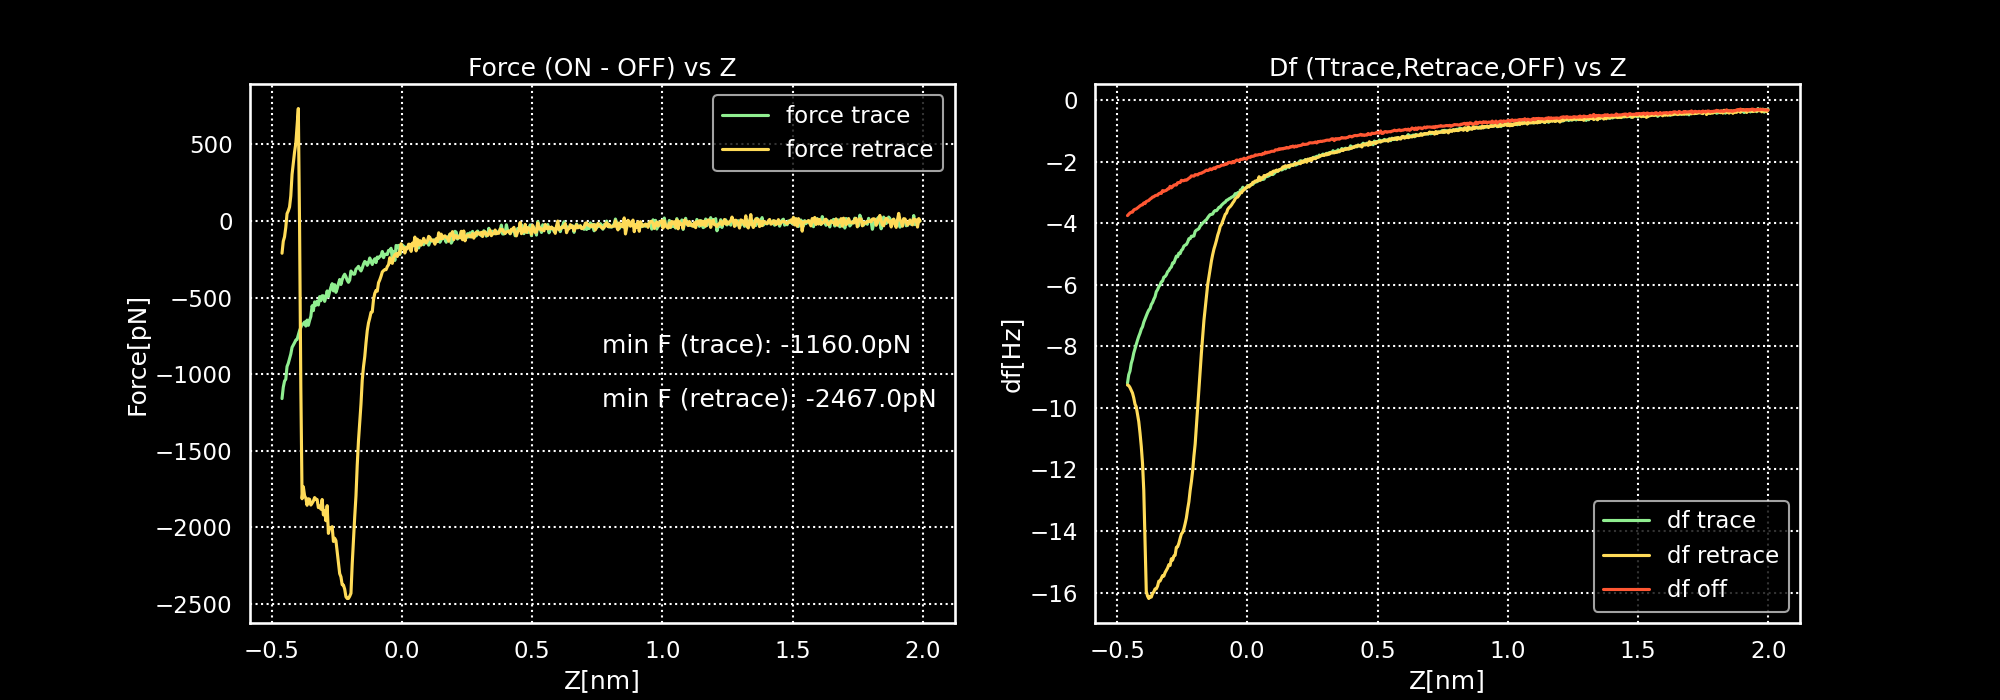 Force (ON - OFF) vs Z
force trace
force retrace
500
0
−500
−1000
−1500
−2000
−2500
Force[pN]
min F (trace): -1160.0pN
min F (retrace): -2467.0pN
−0.5 0.0 0.5 1.0 1.5 2.0
Z[nm]
Df (Ttrace,Retrace,OFF) vs Z
0
−2
−4
−6
−8
−10
−12
−14
−16
df[Hz]
df trace
df retrace
df off
−0.5 0.0 0.5 1.0 1.5 2.0
Z[nm]